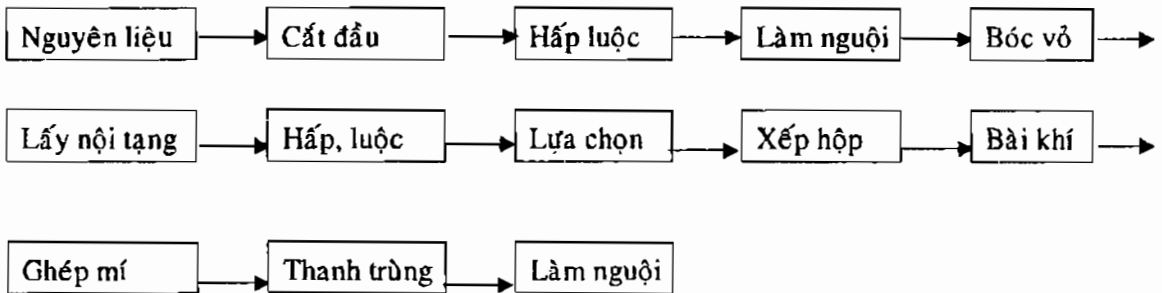 Nguyên liệu Cắt đầu Hấp luộc Làm nguội Bóc vỏ
Lấy nội tạng Hấp, luộc Lựa chọn Xếp hộp Bài khí
Ghép mí Thanh trùng Làm nguội